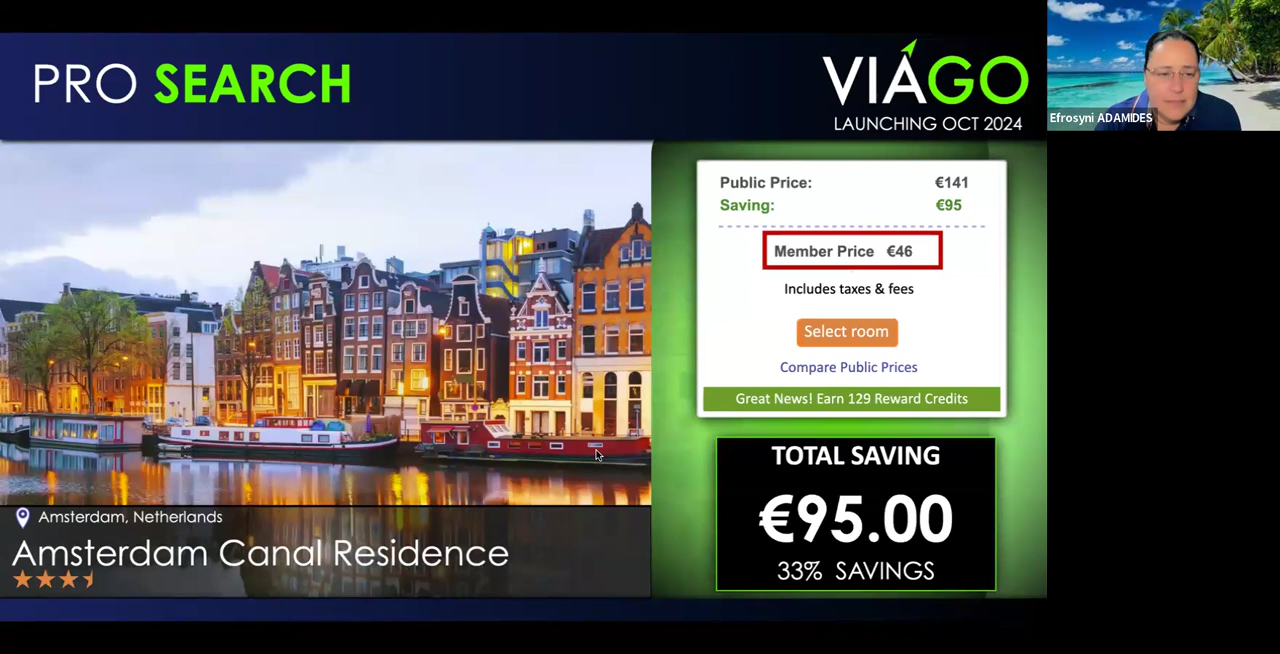 PRO SEARCH
VIAGO
LAUNCHING OCT 2024
Efrosyni ADAMIDES
Public Price: €141
Saving: €95
Member Price €46
Includes taxes & fees
Select room
Compare Public Prices
Great News! Earn 129 Reward Credits
TOTAL SAVING
€95.00
33% SAVINGS
Amsterdam, Netherlands
Amsterdam Canal Residence